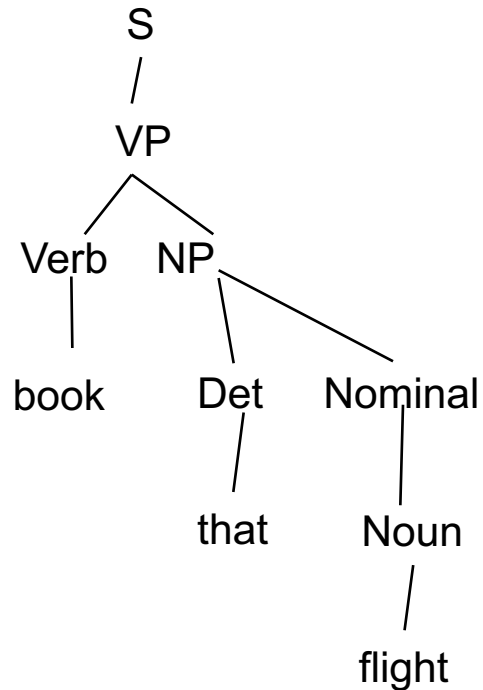 S
VP
Verb NP
book Det Nominal
that Noun
flight